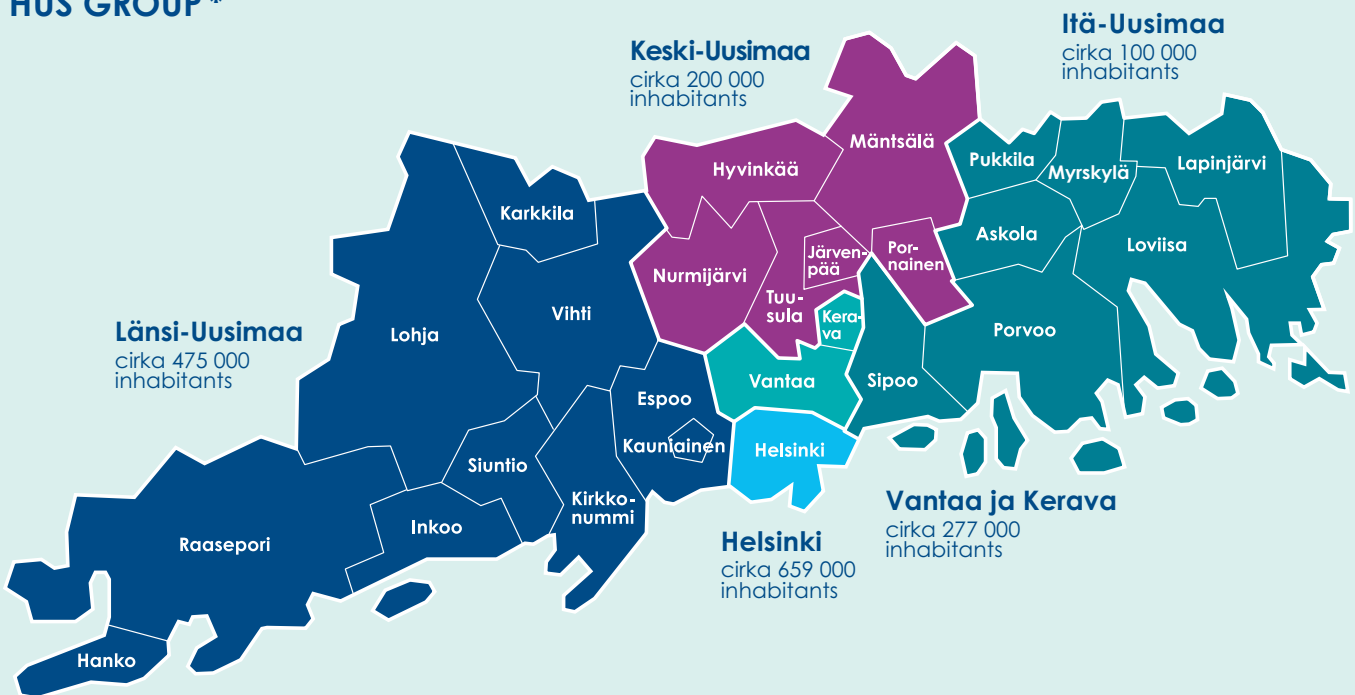 HUS GROUP*
Itä-Uusimaa
cirka 100 000
inhabitants
Keski-Uusimaa
cirka 200 000
inhabitants
Länsi-Uusimaa
cirka 475 000
inhabitants
Mäntsälä
Hyvinkää
Pukkila
Myrskylä
Lapinjärvi
Karkkila
Askola
Loviisa
Nurmijärvi
Järven-
pää
Por-
nainen
Tuu-
sula
Kera-
va
Vihti
Lohja
Porvoo
Vantaa
Sipoo
Espoo
Kauniainen
Helsinki
Siuntio
Kirkko-
nummi
Inkoo
Raasepori
Hanko
Vantaa ja Kerava
cirka 277 000
inhabitants
Helsinki
cirka 659 000
inhabitants